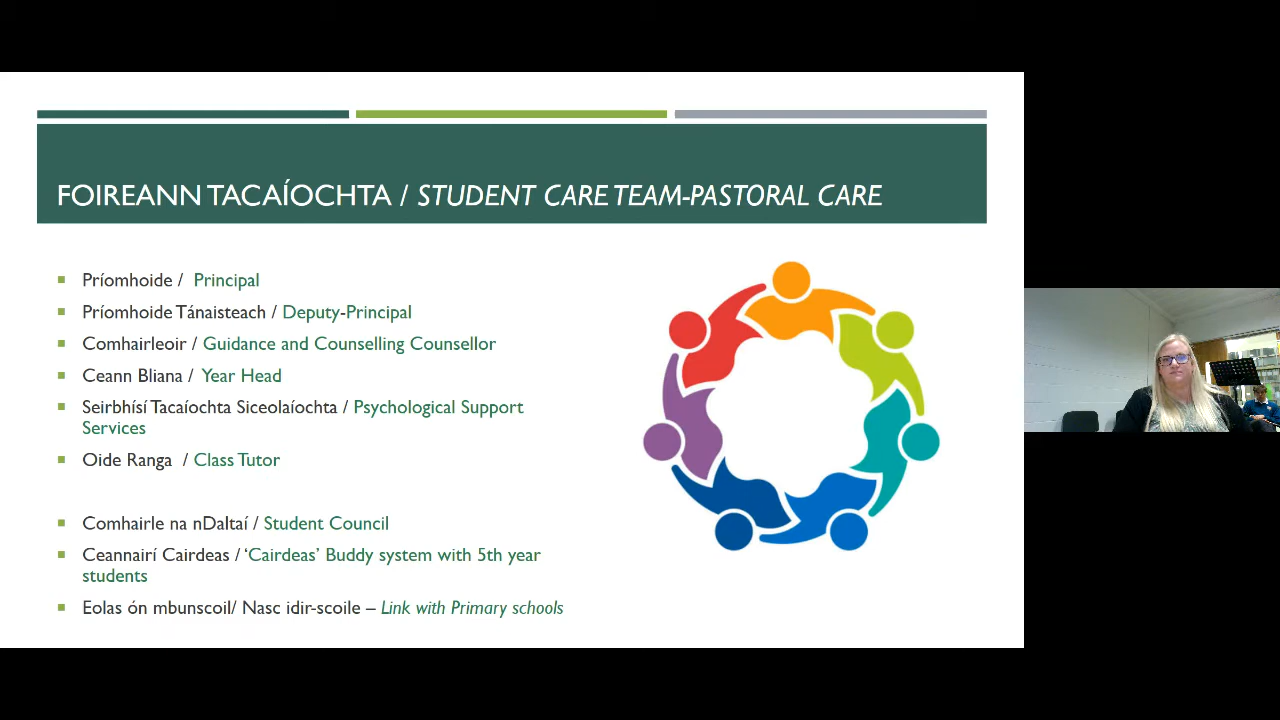 FOIREANN TACAÍOCHTA / STUDENT CARE TEAM-PASTORAL CARE
Príomhoide / Principal
Príomhoide Tánaisteach / Deputy-Principal
Comhairleoir / Guidance and Counselling Counsellor
Ceann Bliana / Year Head
Seirbhísí Tacaíochta Siceolaíochta / Psychological Support
Services
Oide Ranga / Class Tutor
Comhairle na nDaltaí / Student Council
Ceannairí Cairdeas / ‘Cairdeas’ Buddy system with 5th year
students
Eolas ón mbunscoil/ Nasc idir-scoile – Link with Primary schools